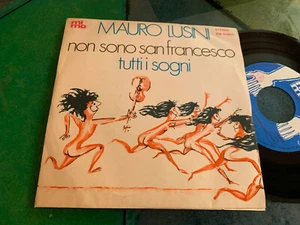 MAURO LUSINI
non sono san francesco
tutti i sogni